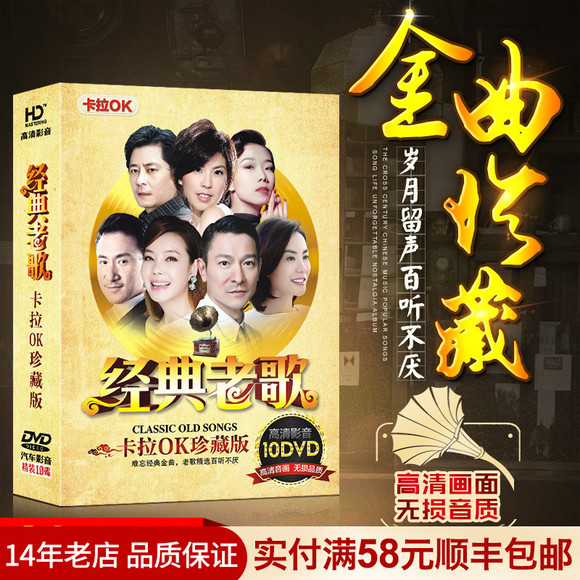 金曲珍藏
岁月留声百听不厌
THE CROSS CENTURY CHINESE MUSIC POPULAR SONGS
SONG LIFE UNFORGETTABLE NOSTALGIA ALBUM
HD
MASTERING
高清影音
经典老歌
卡拉OK珍藏版
DVD
VIDEO
汽车影音
精装10碟
卡拉OK
经典老歌
CLASSIC OLD SONGS
卡拉OK珍藏版
难忘经典金曲，老歌精选百听不厌
高清影音
10DVD
高清音画 无损品质
高清画面
无损音质
14年老店 品质保证
实付满58元顺丰包邮